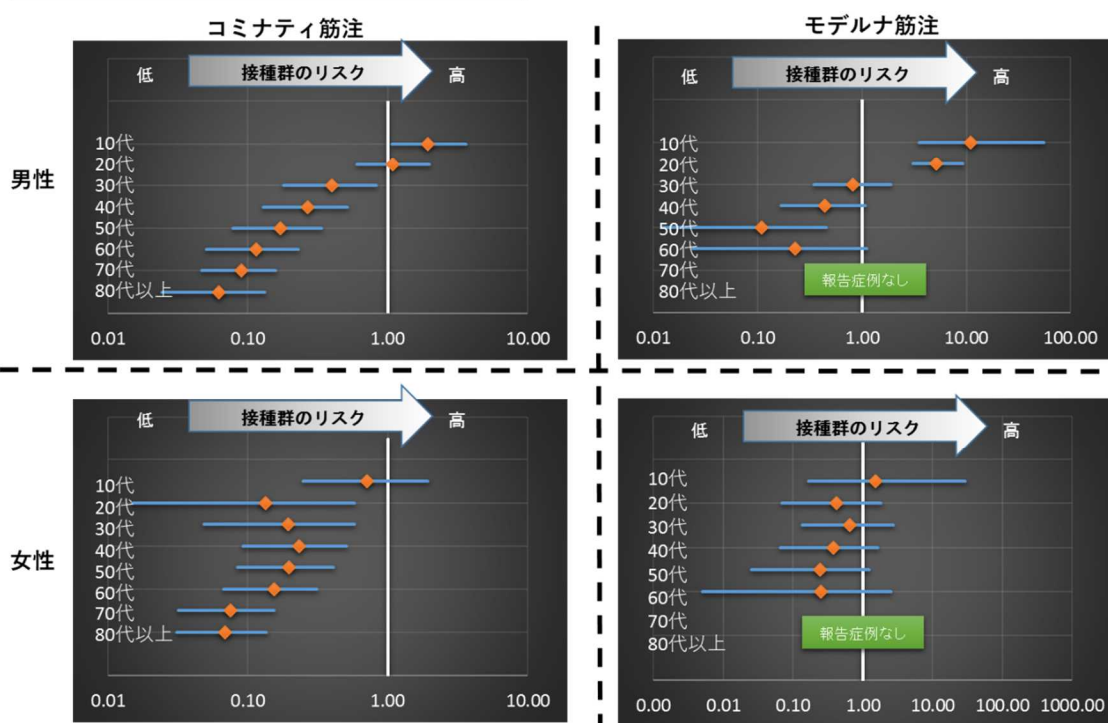 コミナティ筋注
モデルナ筋注
男性
低
接種群のリスク
高
10代
20代
30代
40代
50代
60代
70代
80代以上
0.01
0.10
1.00
10.00
低
接種群のリスク
高
10代
20代
30代
40代
50代
60代
70代
80代以上
報告症例なし
0.01
0.10
1.00
10.00
100.00
女性
低
接種群のリスク
高
10代
20代
30代
40代
50代
60代
70代
80代以上
0.01
0.10
1.00
10.00
低
接種群のリスク
高
10代
20代
30代
40代
50代
60代
70代
80代以上
報告症例なし
0.00
0.01
0.10
1.00
10.00
100.00
1000.00